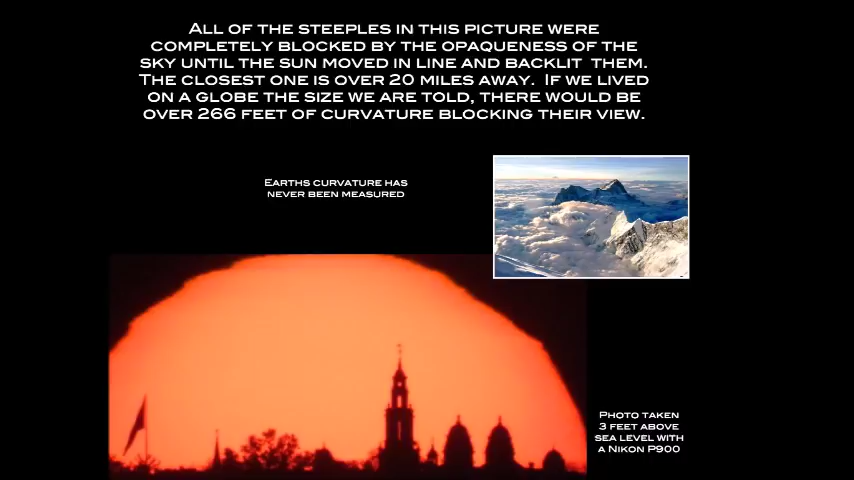 ALL OF THE STEEPLES IN THIS PICTURE WERE
COMPLETELY BLOCKED BY THE OPAQUENESS OF THE
SKY UNTIL THE SUN MOVED IN LINE AND BACKLIT THEM.
THE CLOSEST ONE IS OVER 20 MILES AWAY. IF WE LIVED
ON A GLOBE THE SIZE WE ARE TOLD, THERE WOULD BE
OVER 266 FEET OF CURVATURE BLOCKING THEIR VIEW.
EARTHS CURVATURE HAS
NEVER BEEN MEASURED
PHOTO TAKEN
3 FEET ABOVE
SEA LEVEL WITH
A NIKON P900